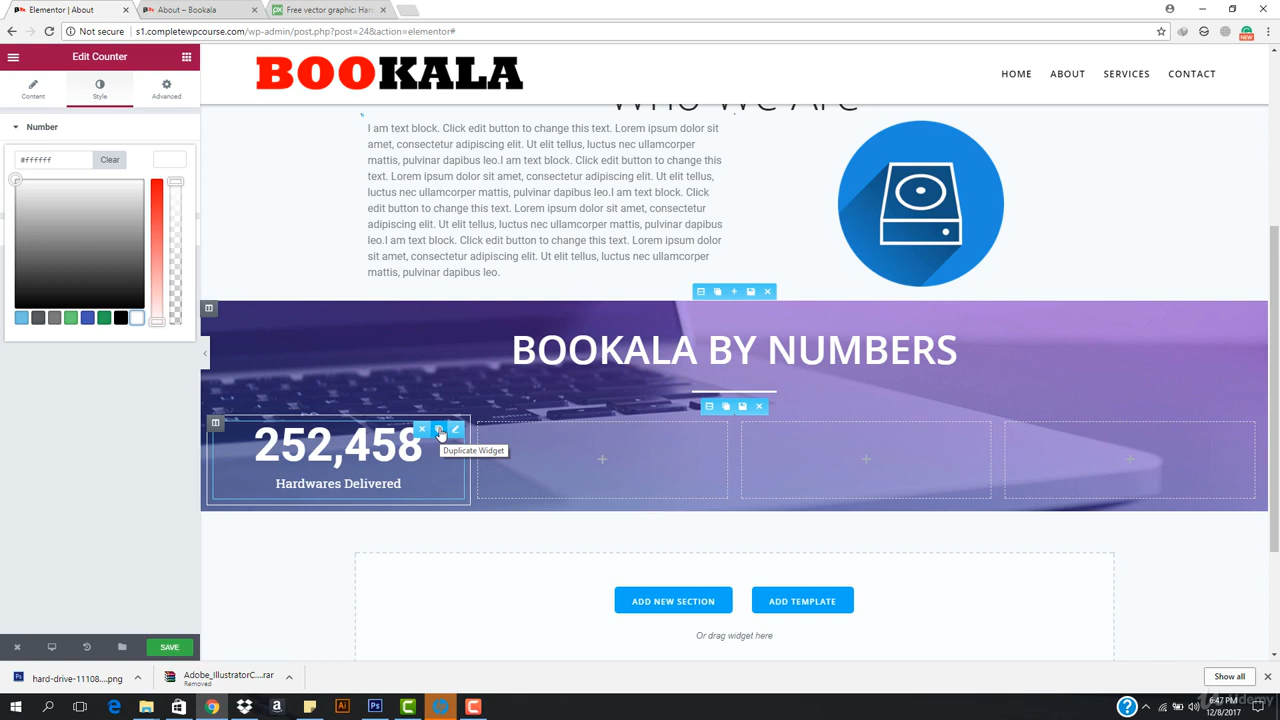 Elementor | About
About – Bookala
Free vector graphic: Har
Not secure
s1.completewpcourse.com/wp-admin/post.php?post=24&action=elementor#
NEW
Edit Counter
Content
Style
Advanced
Number
#ffffff
Clear
BOOKALA
HOME
ABOUT
SERVICES
CONTACT
Who We Are
I am text block. Click edit button to change this text. Lorem ipsum dolor sit
amet, consectetur adipiscing elit. Ut elit tellus, luctus nec ullamcorper
mattis, pulvinar dapibus leo.I am text block. Click edit button to change this
text. Lorem ipsum dolor sit amet, consectetur adipiscing elit. Ut elit tellus,
luctus nec ullamcorper mattis, pulvinar dapibus leo.I am text block. Click
edit button to change this text. Lorem ipsum dolor sit amet, consectetur
adipiscing elit. Ut elit tellus, luctus nec ullamcorper mattis, pulvinar dapibus
leo.I am text block. Click edit button to change this text. Lorem ipsum dolor
sit amet, consectetur adipiscing elit. Ut elit tellus, luctus nec ullamcorper
mattis, pulvinar dapibus leo.
BOOKALA BY NUMBERS
252,458
Duplicate Widget
Hardwares Delivered
ADD NEW SECTION
ADD TEMPLATE
Or drag widget here
SAVE
hard-drive-11108....png
Adobe_IllustratorC....rar
Removed
Show all
6:47 PM
12/8/2017